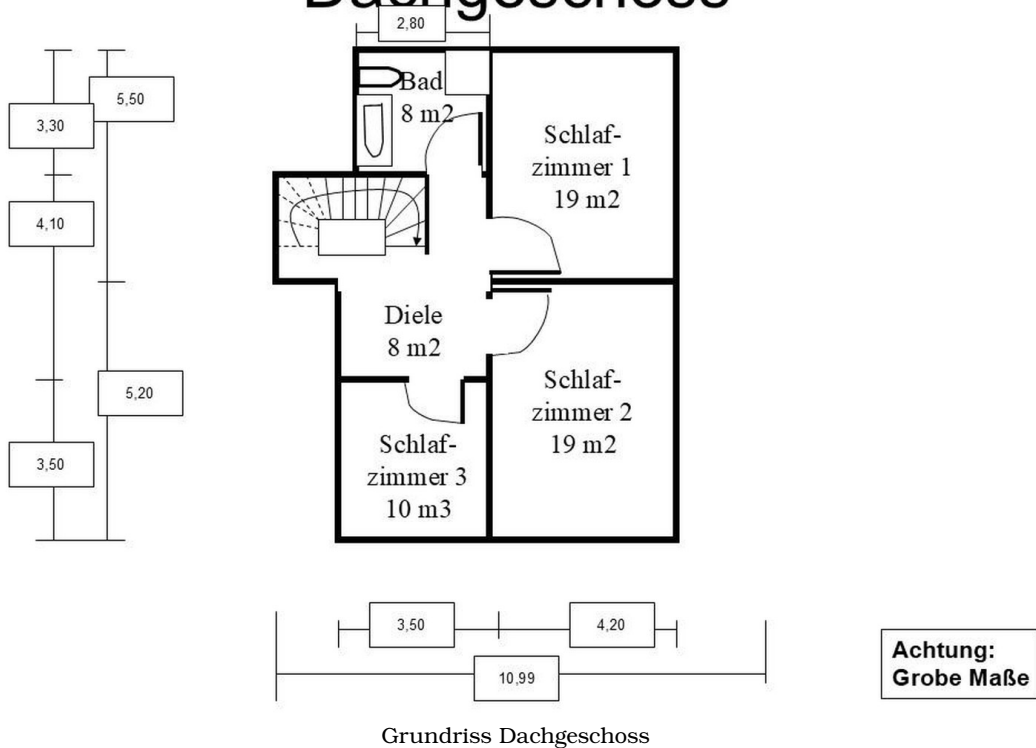 Dachgeschoss
2,80
5,50
3,30
4,10
5,20
3,50
Bad
8 m2
Schlaf-
zimmer 1
19 m2
Diele
8 m2
Schlaf-
zimmer 2
19 m2
Schlaf-
zimmer 3
10 m3
3,50
4,20
10,99
Achtung:
Grobe Maße
Grundriss Dachgeschoss